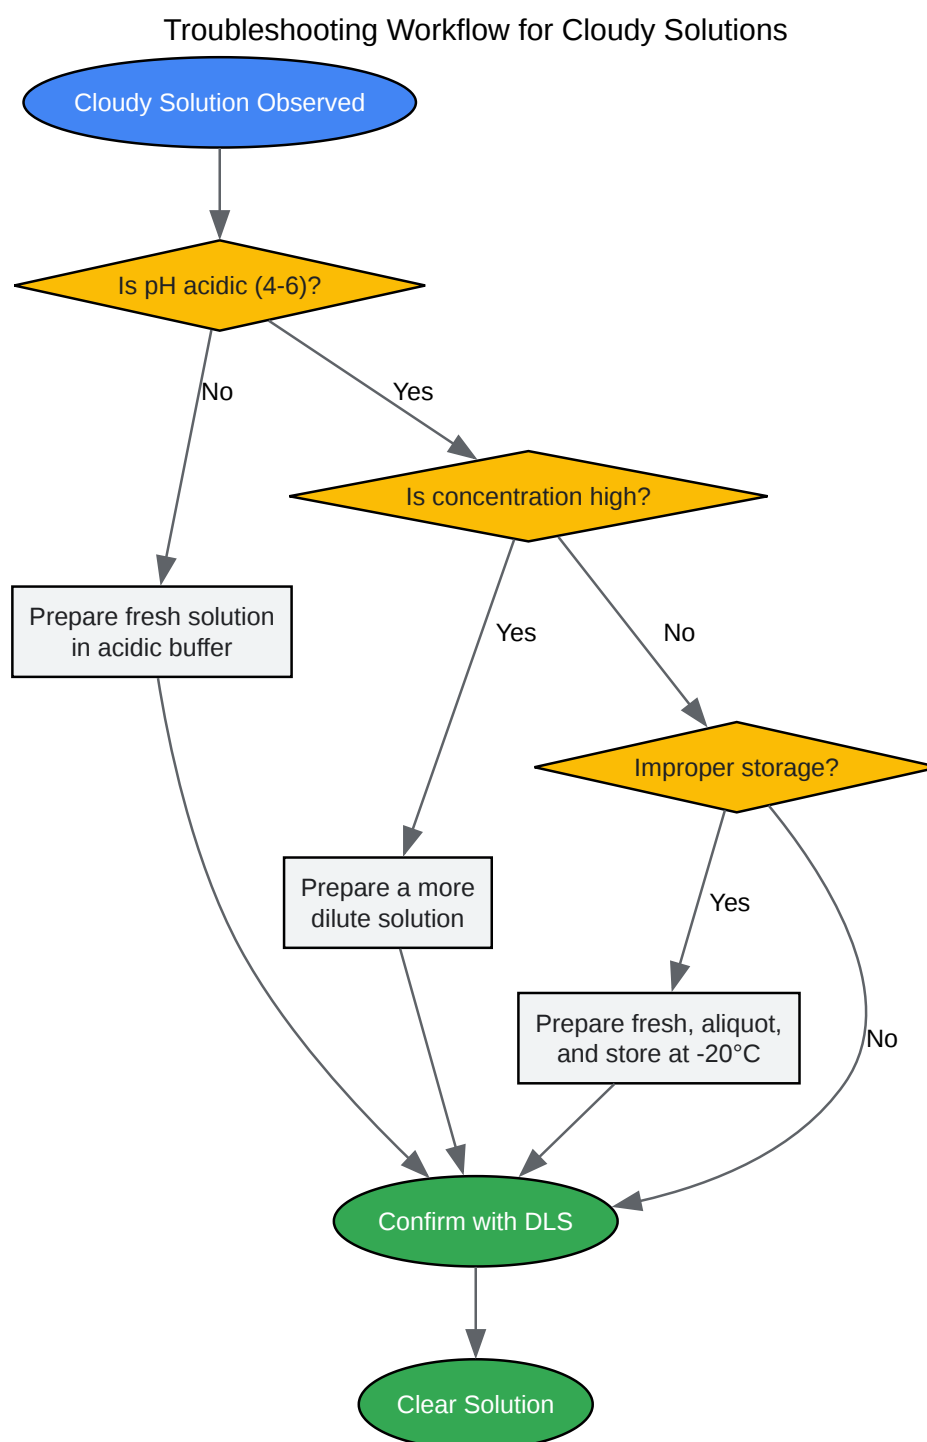 Troubleshooting Workflow for Cloudy Solutions
Cloudy Solution Observed
Is pH acidic (4-6)?
No
Yes
Is concentration high?
Prepare fresh solution
in acidic buffer
Yes
No
Improper storage?
Prepare a more
dilute solution
Yes
Prepare fresh, aliquot,
and store at -20°C
No
Confirm with DLS
Clear Solution